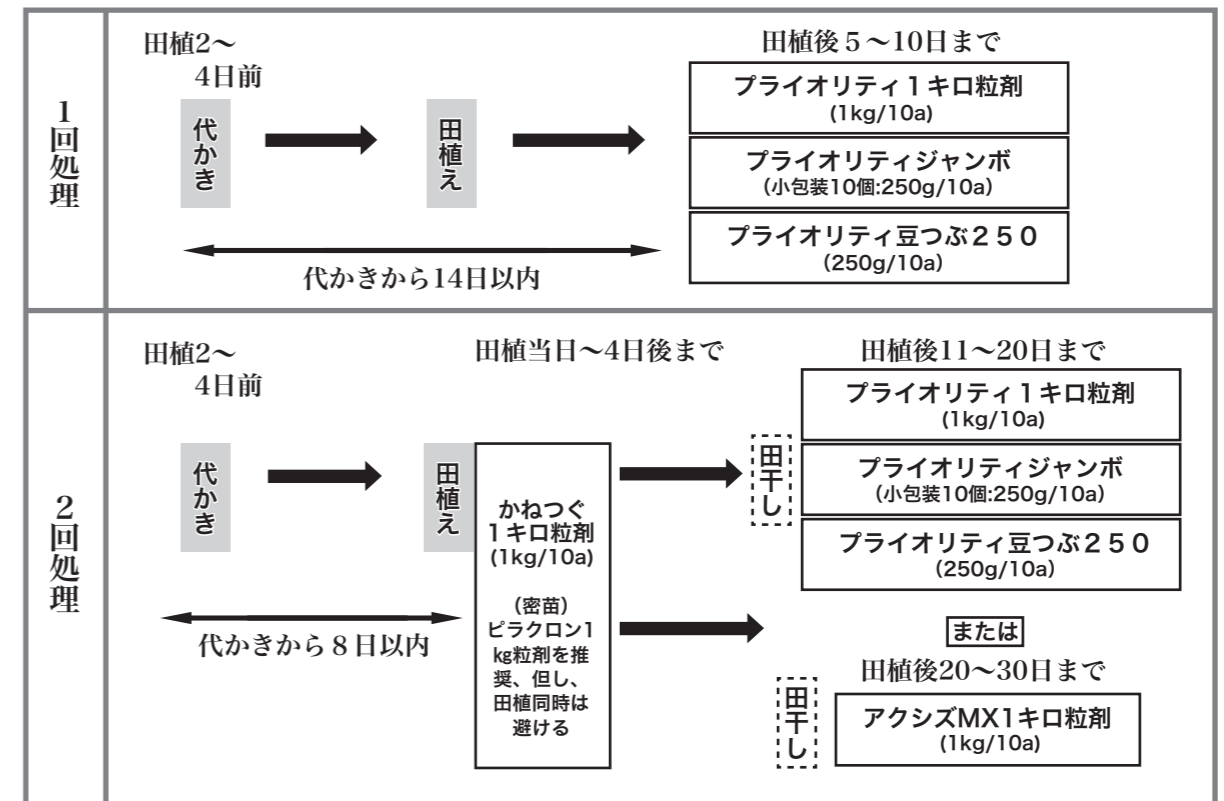 1回処理
田植2～
4日前
代かき
田植え
田植後５～10日まで
プライオリティ１キロ粒剤
(1kg/10a)
プライオリティジャンボ
（小包装10個:250g/10a）
プライオリティ豆つぶ２５０
（250g/10a）
代かきから14日以内
2回処理
田植2～
4日前
代かき
田植え
田植当日～4日後まで
かねつぐ
１キロ粒剤
(1kg/10a)
（密苗）
ピラクロン1
㎏粒剤を推
奨、但し、
田植同時は
避ける
代かきから８日以内
田干し
田植後11～20日まで
プライオリティ１キロ粒剤
(1kg/10a)
プライオリティジャンボ
（小包装10個:250g/10a）
プライオリティ豆つぶ２５０
（250g/10a）
または
田植後20～30日まで
田干し
アクシズMX1キロ粒剤
(1kg/10a)